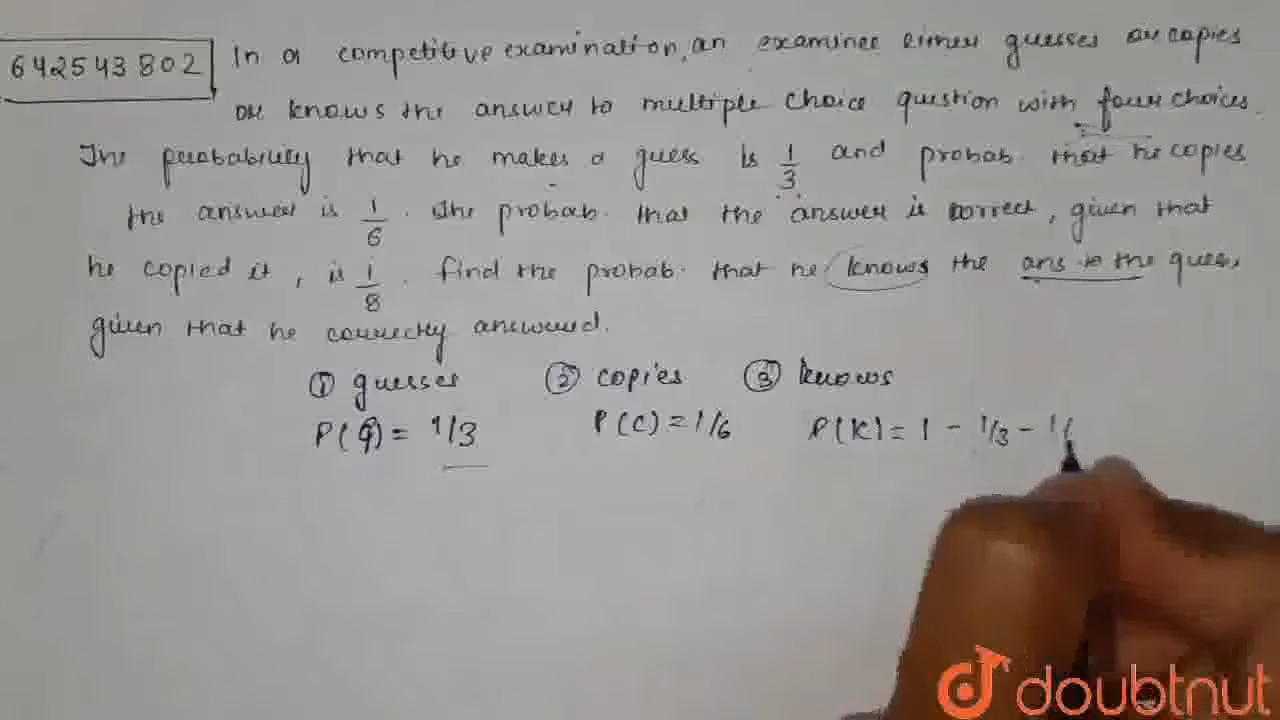 642543802
In a competitive examination, an examinee either guesses or copies
or knows the answer to multiple choice question with four choices.
The probability that he makes a guess is 1/3 and probab. that he copies
the answer is 1/6. The probab. that the answer is correct, given that
he copied it, is 1/8. find the probab. that he knows the ans to the ques,
given that he correctly answered.
① guesses ② copies ③ knows
P(G) = 1/3 P(C) = 1/6 P(K) = 1 - 1/3 - 1/
doubtnut